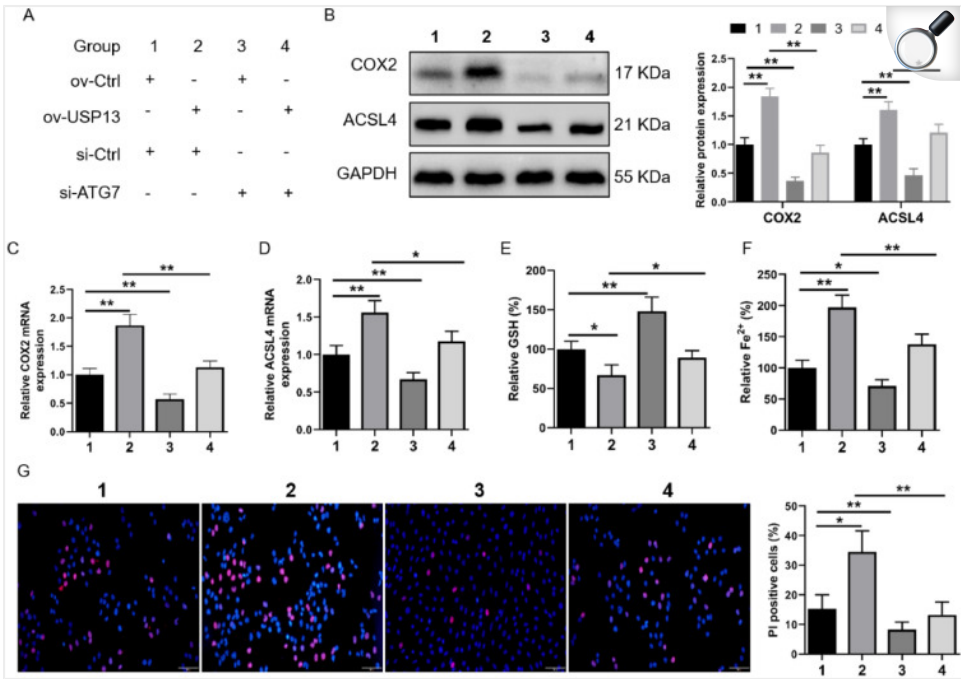 A
Group 1 2 3 4
ov-Ctrl + - + -
ov-USP13 - + - +
si-Ctrl + + - -
si-ATG7 - - + +
B
1 2 3 4
COX2 17 KDa
ACSL4 21 KDa
GAPDH 55 KDa
1 2 3 4
Relative protein expression
2.5
2.0
1.5
1.0
0.5
0.0
** ** **
** **
COX2 ACSL4
C
Relative COX2 mRNA
expression
2.5
2.0
1.5
1.0
0.5
0.0
**
**
**
1 2 3 4
D
Relative ACSL4 mRNA
expression
2.0
1.5
1.0
0.5
0.0
*
**
**
1 2 3 4
E
Relative GSH (%)
200
150
100
50
0
*
**
*
1 2 3 4
F
Relative Fe2+ (%)
250
200
150
100
50
0
**
*
**
1 2 3 4
G
1 2 3 4
PI positive cells (%)
50
40
30
20
10
0
**
**
*
1 2 3 4